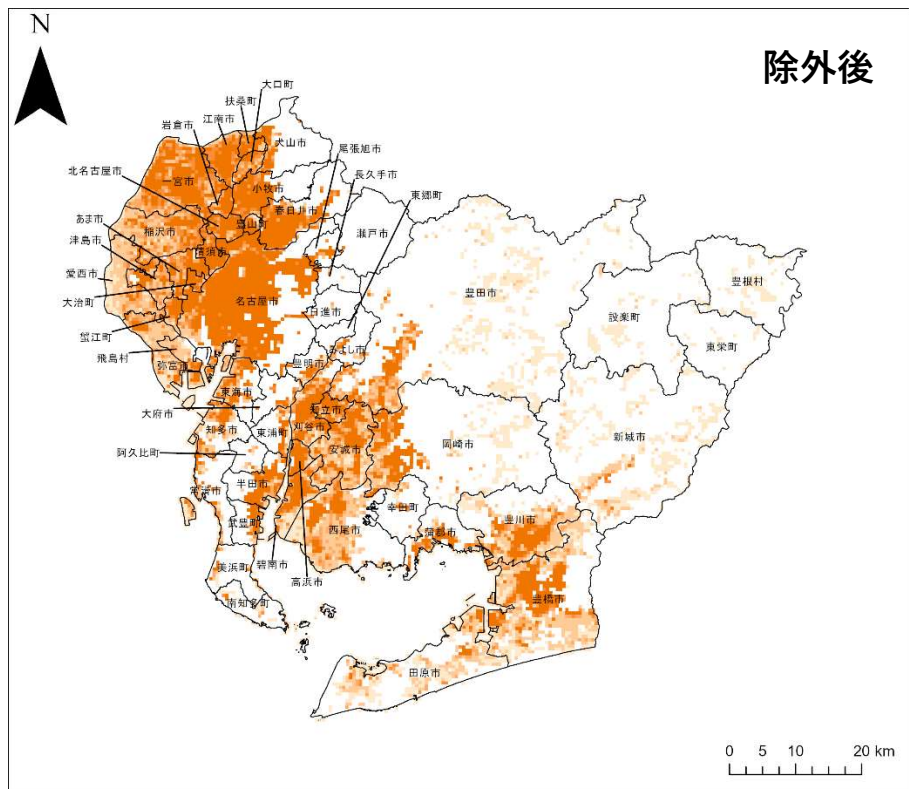 N
除外後
大口町
扶桑町
江南市
岩倉市
犬山市
尾張旭市
北名古屋市
長久手市
一宮市
小牧市
東郷町
春日井市
あま市
豊山町
稲沢市
瀬戸市
津島市
清須市
愛西市
豊田市
豊根村
名古屋市
大治町
日進市
設楽町
蟹江町
東栄町
飛島村
みよし市
豊明市
弥富市
東海市
大府市
知立市
知多市
東浦町
刈谷市
新城市
岡崎市
安城市
阿久比町
半田市
常滑市
幸田町
豊川市
武豊町
西尾市
蒲郡市
碧南市
美浜町
高浜市
豊橋市
南知多町
田原市
0 5 10 20 km